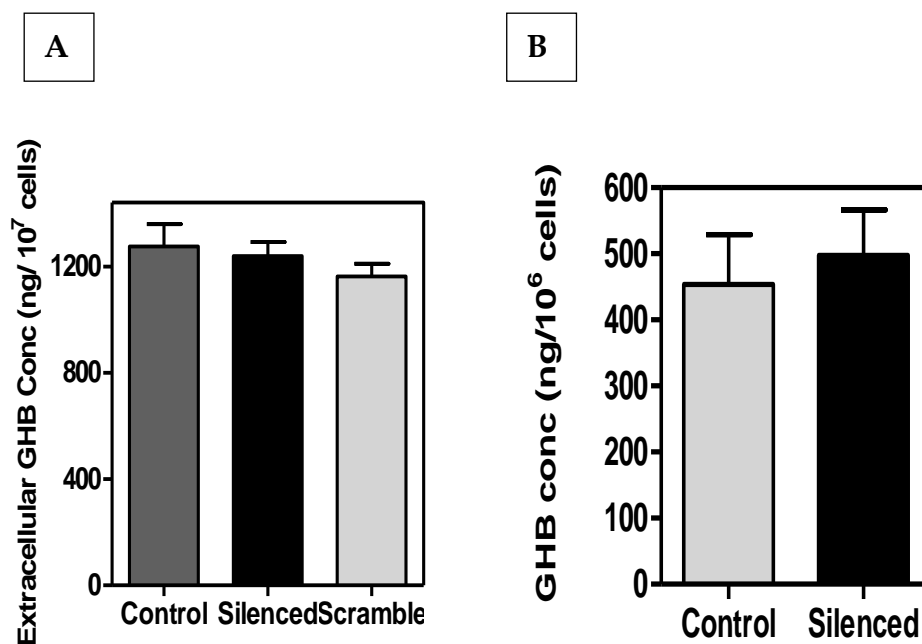 A
B
Extracellular GHB Conc (ng/ 10⁷ cells)
1200
800
400
0
Control Silenced Scramble
GHB conc (ng/10⁶ cells)
600
500
400
300
200
100
0
Control Silenced